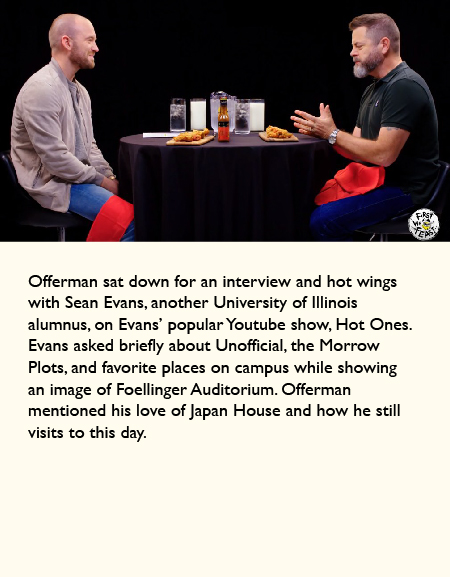 FIRST
WE
FEAST
Offerman sat down for an interview and hot wings
with Sean Evans, another University of Illinois
alumnus, on Evans' popular Youtube show, Hot Ones.
Evans asked briefly about Unofficial, the Morrow
Plots, and favorite places on campus while showing
an image of Foellinger Auditorium. Offerman
mentioned his love of Japan House and how he still
visits to this day.